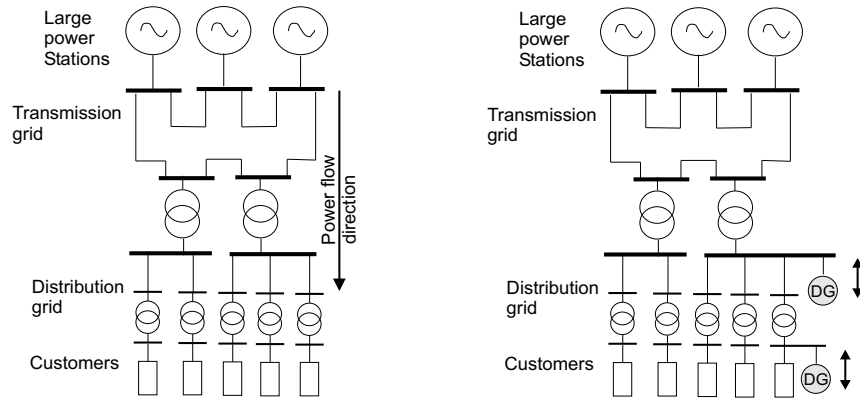 Large
power
Stations
Transmission
grid
Power flow
direction
Distribution
grid
Customers
Large
power
Stations
Transmission
grid
Distribution
grid
DG
Customers
DG